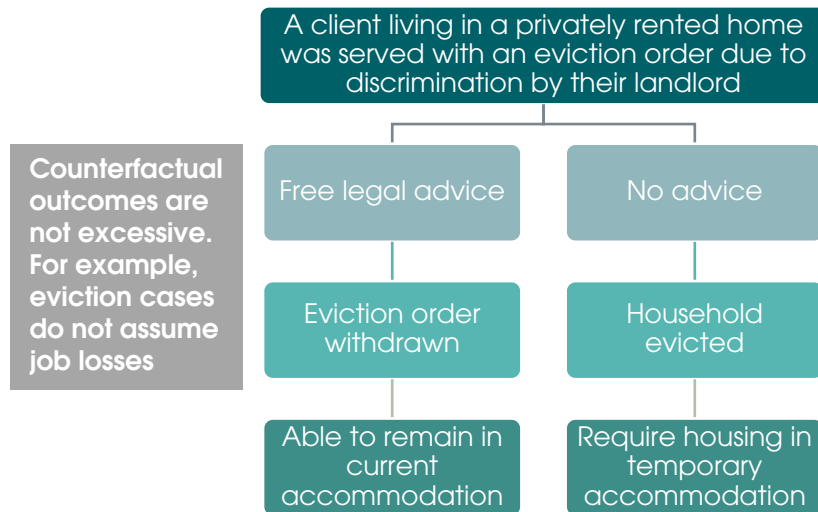 A client living in a privately rented home
was served with an eviction order due to
discrimination by their landlord
Counterfactual
outcomes are
not excessive.
For example,
eviction cases
do not assume
job losses
Free legal advice
No advice
Eviction order
withdrawn
Household
evicted
Able to remain in
current
accommodation
Require housing in
temporary
accommodation